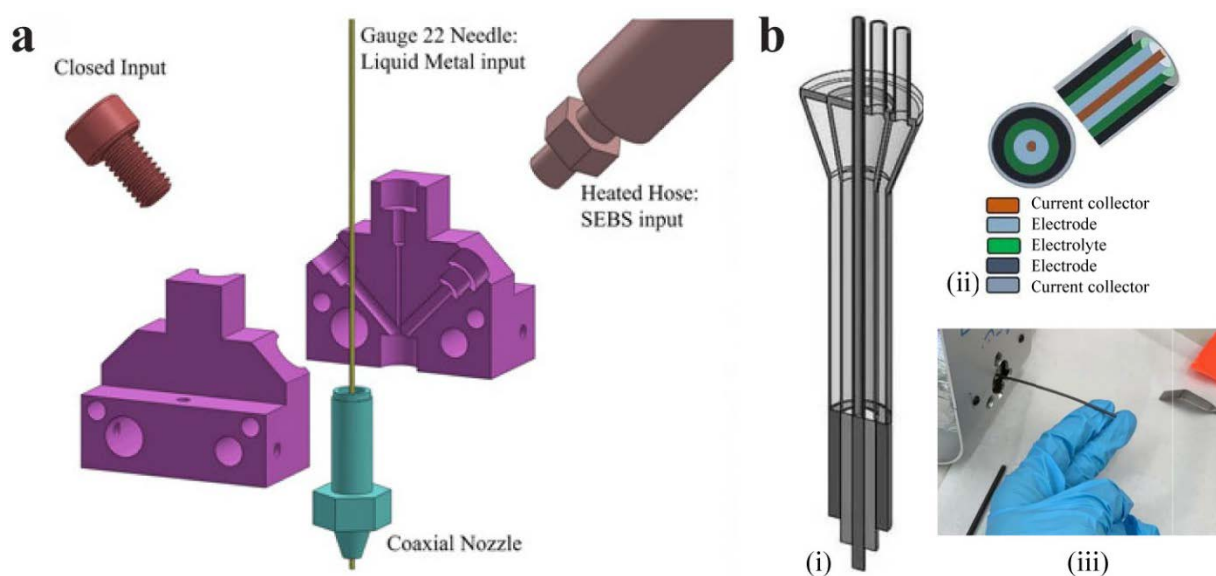 a
Closed Input
Gauge 22 Needle:
Liquid Metal input
Heated Hose:
SEBS input
Coaxial Nozzle
b
(i)
Current collector
Electrode
Electrolyte
Electrode
Current collector
(ii)
(iii)